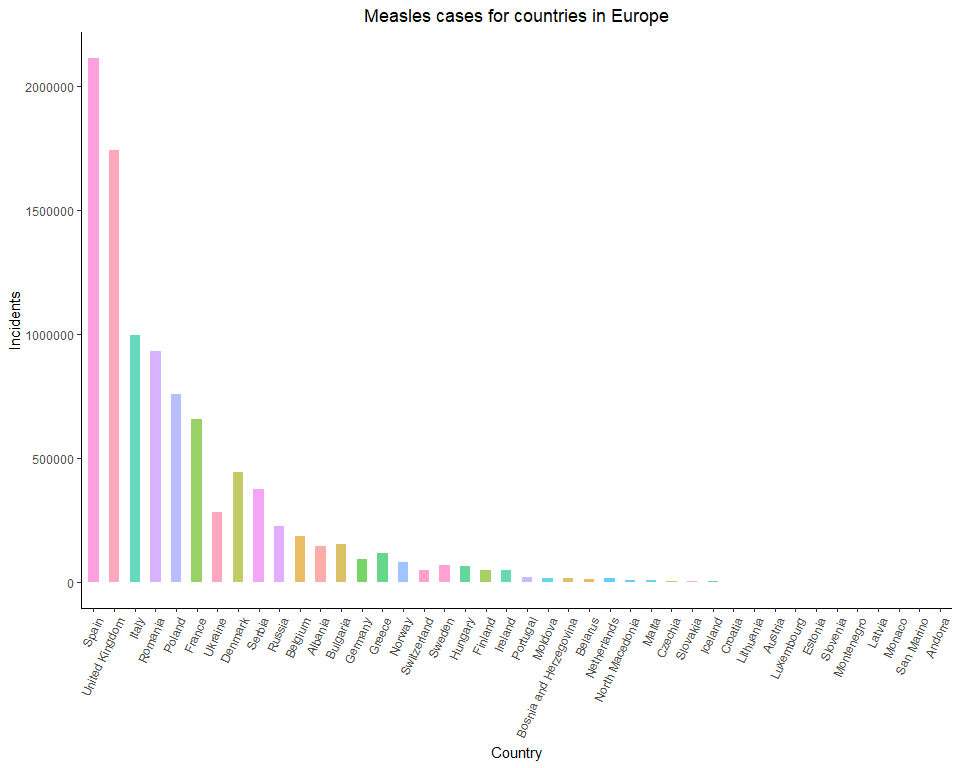 Measles cases for countries in Europe
Incidents
2000000
1500000
1000000
500000
0
Spain
United Kingdom
Italy
Romania
Poland
France
Ukraine
Denmark
Serbia
Russia
Belgium
Albania
Bulgaria
Germany
Greece
Norway
Switzerland
Sweden
Hungary
Finland
Ireland
Portugal
Moldova
Bosnia and Herzegovina
Belarus
Netherlands
North Macedonia
Malta
Czechia
Slovakia
Iceland
Croatia
Lithuania
Austria
Luxembourg
Estonia
Slovenia
Montenegro
Latvia
Monaco
San Marino
Andorra
Country